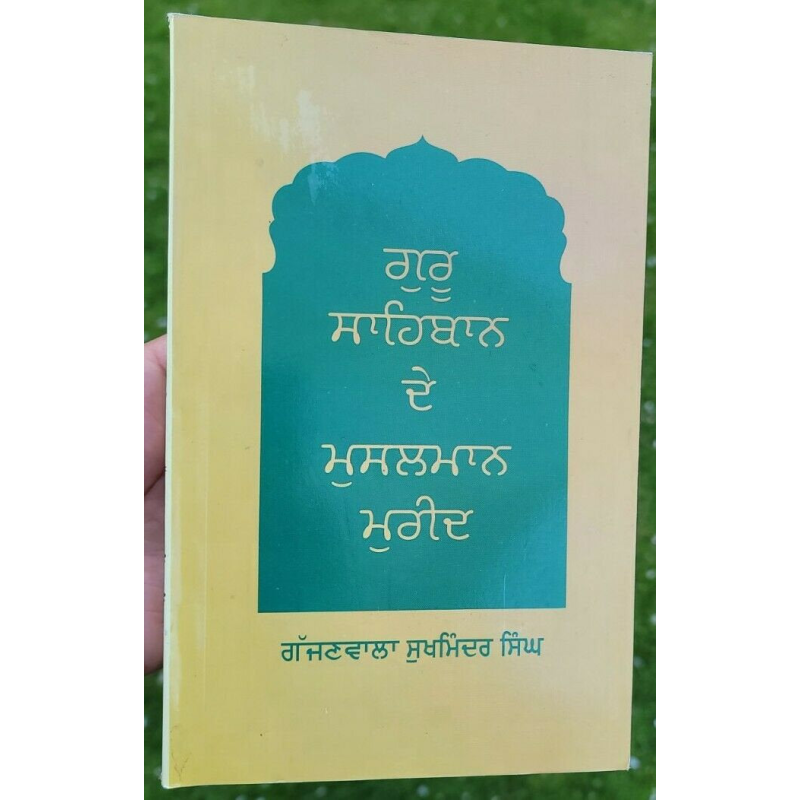 ਗੁਰੂ
ਸਾਹਿਬਾਨ
ਦੇ
ਮੁਸਲਮਾਨ
ਮੁਰੀਦ
ਗੱਜਣਵਾਲਾ ਸੁਖਮਿੰਦਰ ਸਿੰਘ